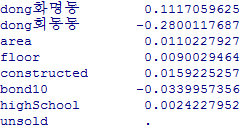 dong화명동 0.1117059625
dong회동동 -0.2800117687
area 0.0110227927
floor 0.0090029464
constructed 0.0159225257
bond10 -0.0339957356
highSchool 0.0024227952
unsold .